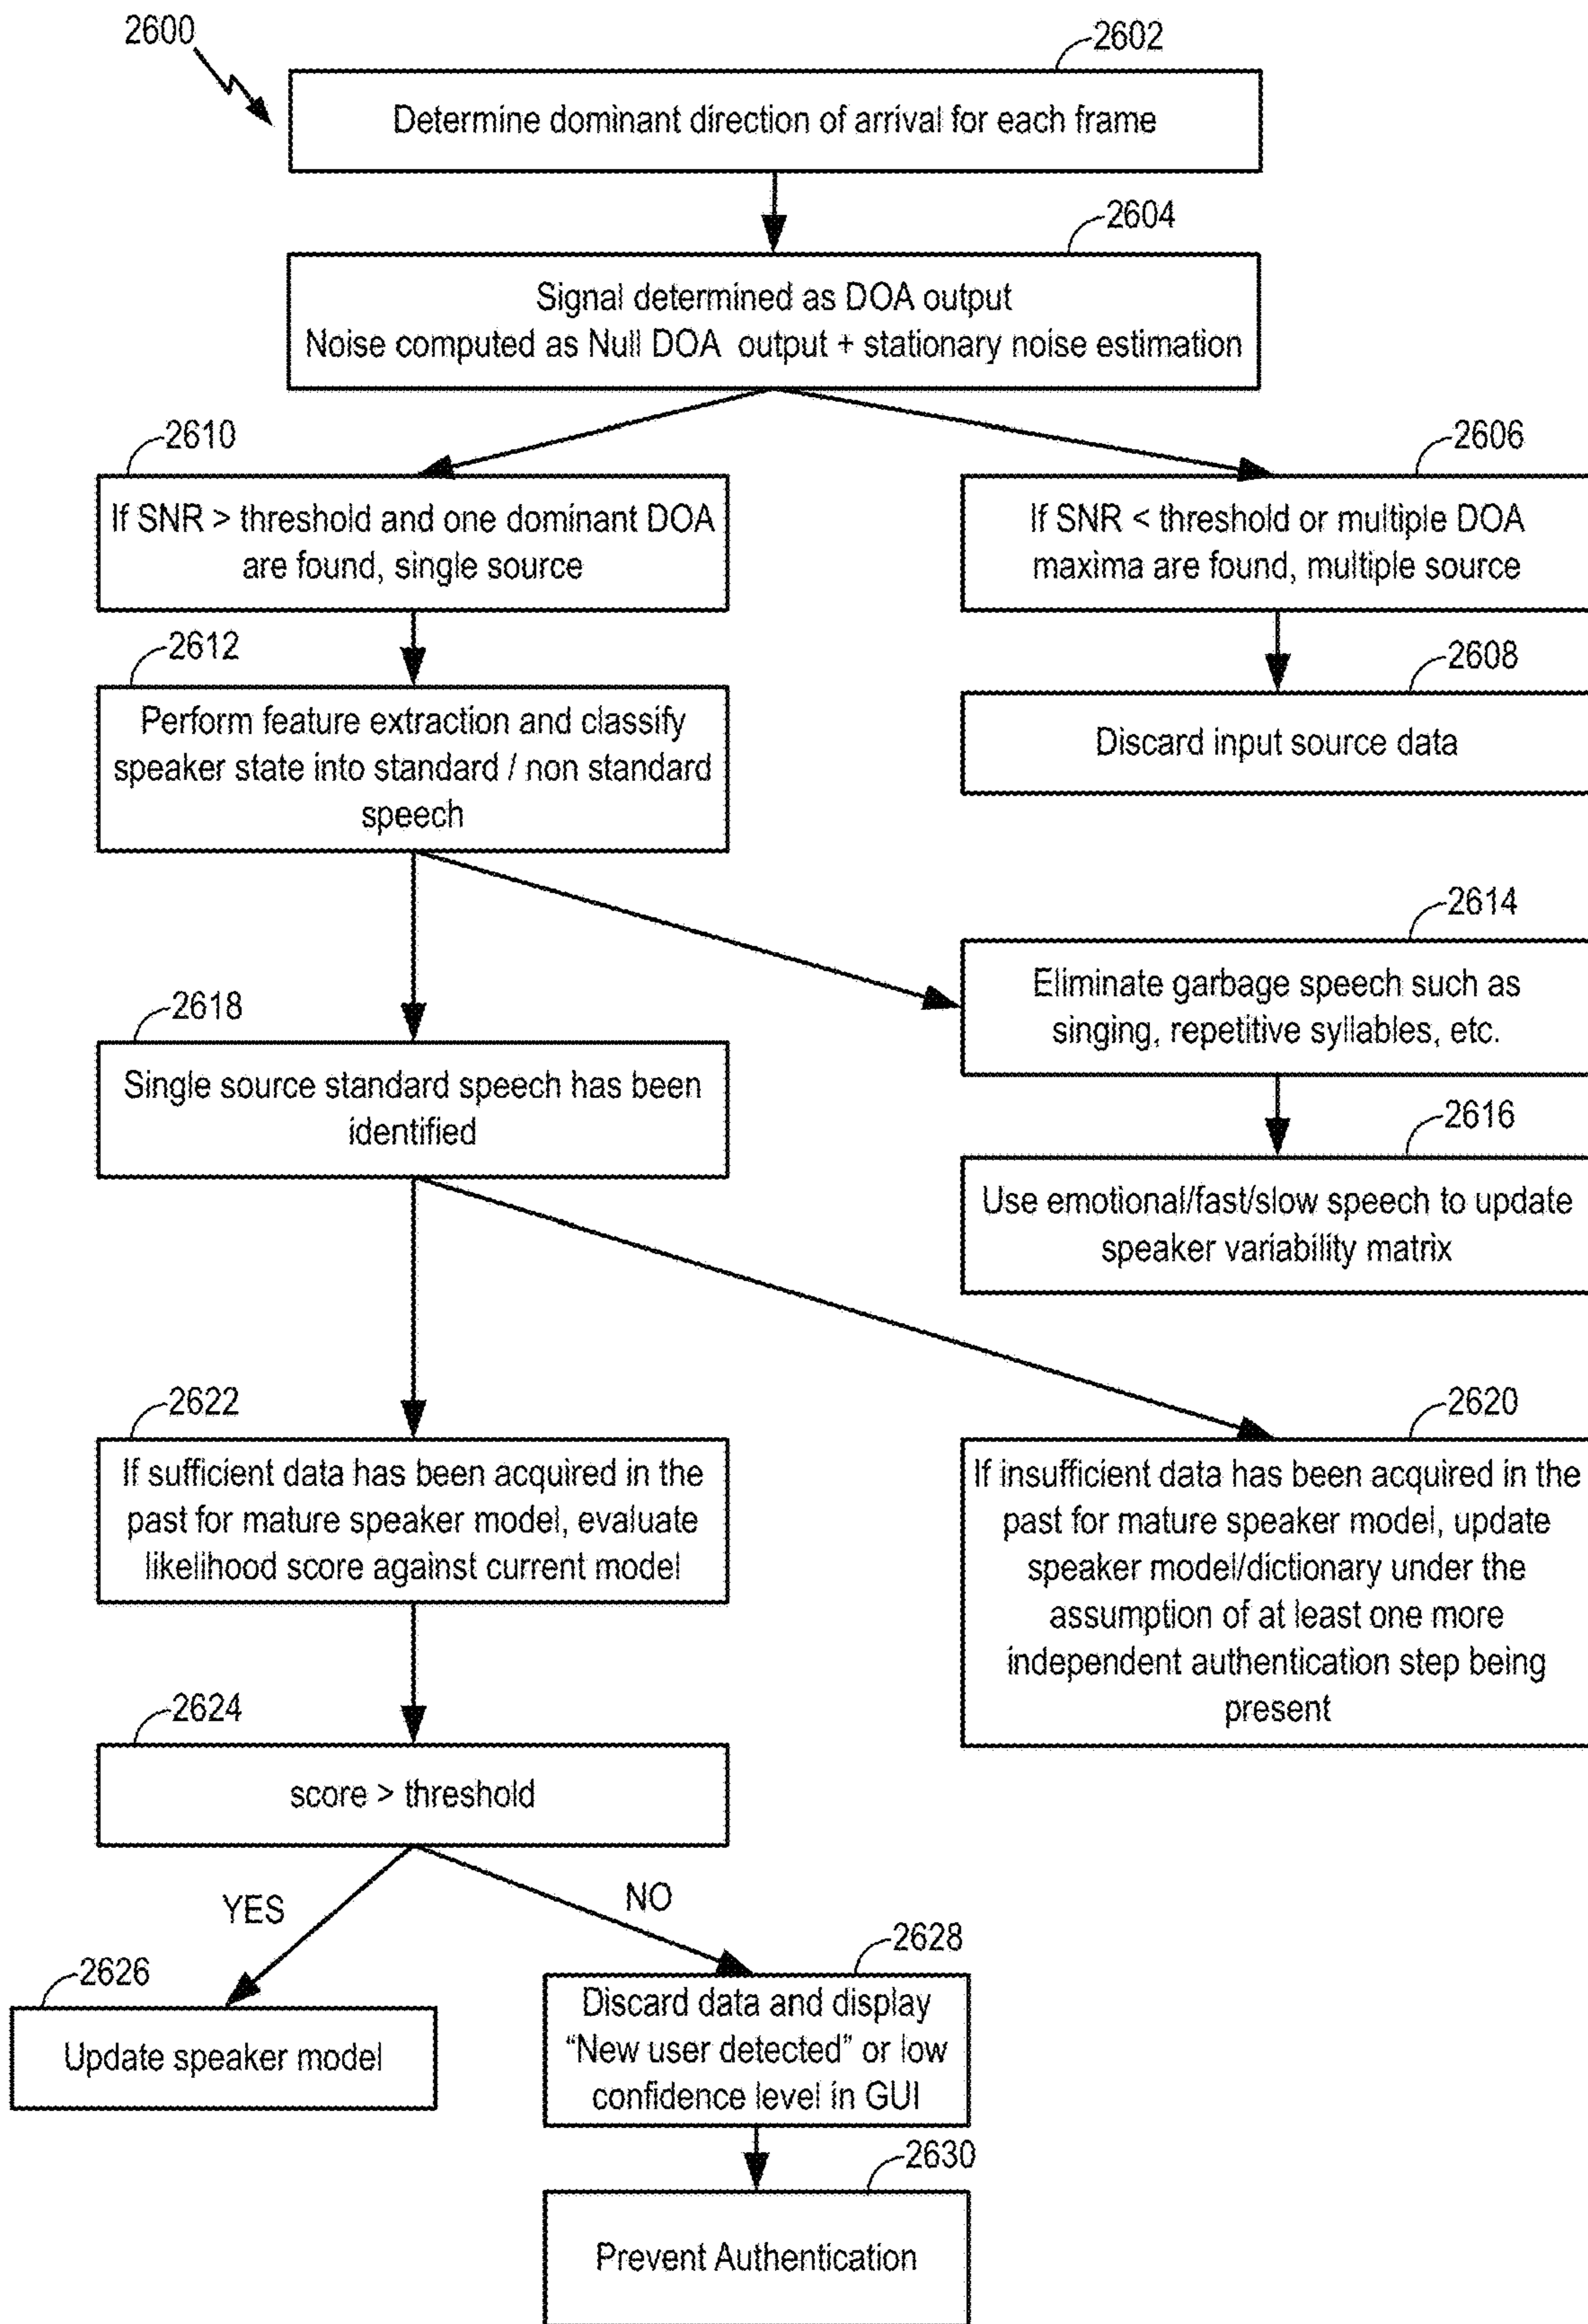 2600
2602
Determine dominant direction of arrival for each frame
2604
Signal determined as DOA output
Noise computed as Null DOA output + stationary noise estimation
2610
If SNR > threshold and one dominant DOA
are found, single source
2606
If SNR < threshold or multiple DOA
maxima are found, multiple source
2612
Perform feature extraction and classify
speaker state into standard / non standard
speech
2608
Discard input source data
2614
Eliminate garbage speech such as
singing, repetitive syllables, etc.
2618
Single source standard speech has been
identified
2616
Use emotional/fast/slow speech to update
speaker variability matrix
2622
If sufficient data has been acquired in the
past for mature speaker model, evaluate
likelihood score against current model
2620
If insufficient data has been acquired in the
past for mature speaker model, update
speaker model/dictionary under the
assumption of at least one more
independent authentication step being
present
2624
score > threshold
YES
NO
2626
Update speaker model
2628
Discard data and display
“New user detected” or low
confidence level in GUI
2630
Prevent Authentication